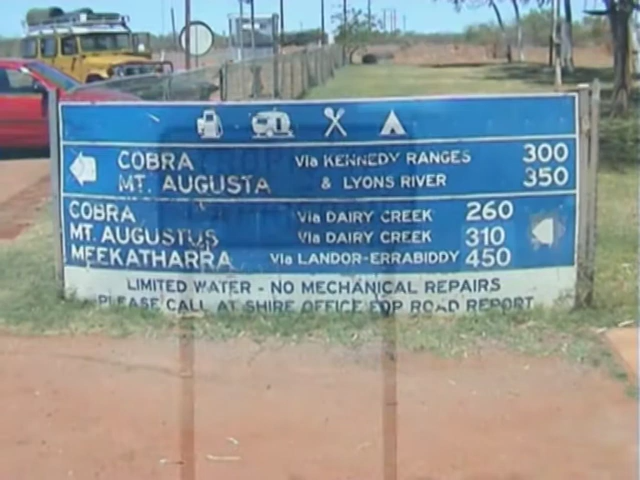 COBRA Via KENNEDY RANGES 300
MT. AUGUSTA & LYONS RIVER 350
COBRA Via DAIRY CREEK 260
MT. AUGUSTUS Via DAIRY CREEK 310
MEEKATHARRA Via LANDOR-ERRABIDDY 450
LIMITED WATER - NO MECHANICAL REPAIRS
PLEASE CALL AT SHIRE OFFICE FOR ROAD REPORT